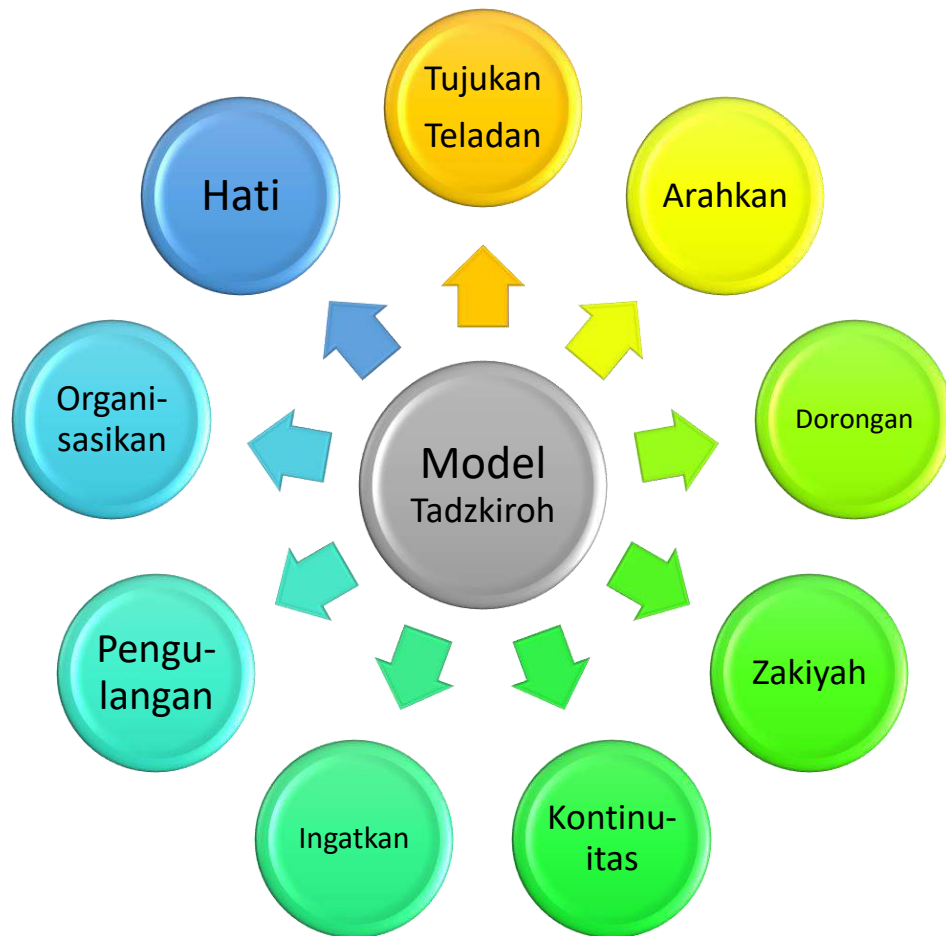 Tujukan
Teladan
Arahkan
Dorongan
Zakiyah
Kontinu-
itas
Ingatkan
Pengu-
langan
Organi-
sasikan
Hati
Model
Tadzkiroh